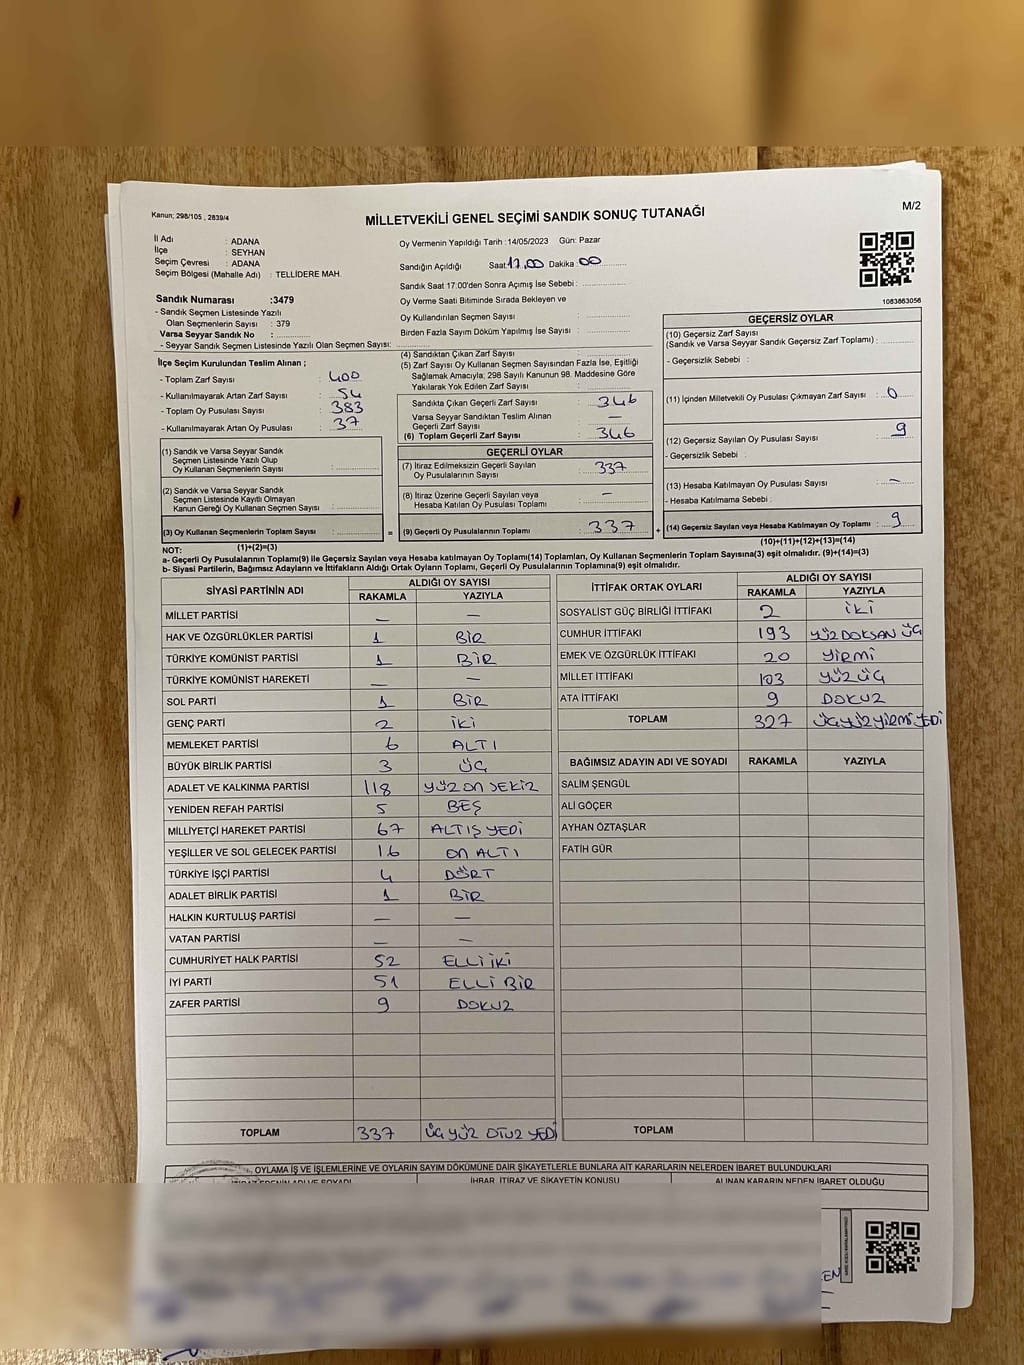 Kanun; 298/105 , 2839/4
MİLLETVEKİLİ GENEL SEÇİMİ SANDIK SONUÇ TUTANAĞI
M/2
İl Adı : ADANA
İlçe : SEYHAN
Seçim Çevresi : ADANA
Seçim Bölgesi (Mahalle Adı) : TELLİDERE MAH.
Oy Vermenin Yapıldığı Tarih :14/05/2023 Gün: Pazar
Sandığın Açıldığı Saat 17,00 Dakika 00
Sandık Saat 17:00'den Sonra Açımış İse Sebebi :
Oy Verme Saati Bitiminde Sırada Bekleyen ve
Oy Kullandırılan Seçmen Sayısı :
Birden Fazla Sayım Döküm Yapılmış İse Sayısı :
1083863056
Sandık Numarası :3479
- Sandık Seçmen Listesinde Yazılı
Olan Seçmenlerin Sayısı : 379
Varsa Seyyar Sandık No :
- Seyyar Sandık Seçmen Listesinde Yazılı Olan Seçmen Sayısı:
İlçe Seçim Kurulundan Teslim Alınan ;
- Toplam Zarf Sayısı : 400
- Kullanılmayarak Artan Zarf Sayısı : 54
- Toplam Oy Pusulası Sayısı : 383
- Kullanılmayarak Artan Oy Pusulası : 37
(1) Sandık ve Varsa Seyyar Sandık
Seçmen Listesinde Yazılı Olup
Oy Kullanan Seçmenlerin Sayısı :
(2) Sandık ve Varsa Seyyar Sandık
Seçmen Listesinde Kayıtlı Olmayan
Kanun Gereği Oy Kullanan Seçmen Sayısı :
(3) Oy Kullanan Seçmenlerin Toplam Sayısı :
(1)+(2)=(3)
(4) Sandıktan Çıkan Zarf Sayısı :
(5) Zarf Sayısı Oy Kullanan Seçmen Sayısından Fazla İse, Eşitliği
Sağlamak Amacıyla; 298 Sayılı Kanunun 98. Maddesine Göre
Yakılarak Yok Edilen Zarf Sayısı :
Sandıkta Çıkan Geçerli Zarf Sayısı : 346
Varsa Seyyar Sandıktan Teslim Alınan
Geçerli Zarf Sayısı : —
(6) Toplam Geçerli Zarf Sayısı : 346
GEÇERLİ OYLAR
(7) İtiraz Edilmeksizin Geçerli Sayılan
Oy Pusulalarının Sayısı : 337
(8) İtiraz Üzerine Geçerli Sayılan veya
Hesaba Katılan Oy Pusulası Toplamı : —
= (9) Geçerli Oy Pusulalarının Toplamı : 337 +
GEÇERSİZ OYLAR
(10) Geçersiz Zarf Sayısı
(Sandık ve Varsa Seyyar Sandık Geçersiz Zarf Toplamı) :
- Geçersizlik Sebebi :
(11) İçinden Milletvekili Oy Pusulası Çıkmayan Zarf Sayısı : 0
(12) Geçersiz Sayılan Oy Pusulası Sayısı : 9
- Geçersizlik Sebebi :
(13) Hesaba Katılmayan Oy Pusulası Sayısı : —
- Hesaba Katılmama Sebebi :
(14) Geçersiz Sayılan veya Hesaba Katılmayan Oy Toplamı : 9
(10)+(11)+(12)+(13)=(14)
NOT:
a- Geçerli Oy Pusulaları Toplamı(9) ile Geçersiz Sayılan veya Hesaba katılmayan Oy Toplamı(14) Toplamları, Oy Kullanan Seçmenlerin Toplam Sayısına(3) eşit olmalıdır. (9)+(14)=(3)
b- Siyasi Partilerin, Bağımsız Adayların ve İttifakların Aldığı Ortak Oyların Toplamı, Geçerli Oy Pusulalarının Toplamına(9) eşit olmalıdır.
SİYASİ PARTİNİN ADI ALDIĞI OY SAYISI
RAKAMLA YAZIYLA
MİLLET PARTİSİ — —
HAK VE ÖZGÜRLÜKLER PARTİSİ 1 BİR
TÜRKİYE KOMÜNİST PARTİSİ 1 BİR
TÜRKİYE KOMÜNİST HAREKETİ — —
SOL PARTİ 1 BİR
GENÇ PARTİ 2 İKİ
MEMLEKET PARTİSİ 6 ALTI
BÜYÜK BİRLİK PARTİSİ 3 ÜÇ
ADALET VE KALKINMA PARTİSİ 118 YÜZ ON SEKİZ
YENİDEN REFAH PARTİSİ 5 BEŞ
MİLLİYETÇİ HAREKET PARTİSİ 67 ALTIŞ YEDİ
YEŞİLLER VE SOL GELECEK PARTİSİ 16 ON ALTI
TÜRKİYE İŞÇİ PARTİSİ 4 DÖRT
ADALET BİRLİK PARTİSİ 1 BİR
HALKIN KURTULUŞ PARTİSİ — —
VATAN PARTİSİ — —
CUMHURİYET HALK PARTİSİ 52 ELLİ İKİ
İYİ PARTİ 51 ELLİ BİR
ZAFER PARTİSİ 9 DOKUZ
TOPLAM 337 ÜÇ YÜZ OTUZ YEDİ
İTTİFAK ORTAK OYLARI ALDIĞI OY SAYISI
RAKAMLA YAZIYLA
SOSYALİST GÜÇ BİRLİĞİ İTTİFAKI 2 İKİ
CUMHUR İTTİFAKI 193 YÜZ DOKSAN ÜÇ
EMEK VE ÖZGÜRLÜK İTTİFAKI 20 YİRMİ
MİLLET İTTİFAKI 103 YÜZ ÜÇ
ATA İTTİFAKI 9 DOKUZ
TOPLAM 327 ÜÇ YÜZ YİRMİ YEDİ
BAĞIMSIZ ADAYIN ADI VE SOYADI RAKAMLA YAZIYLA
SALİM ŞENGÜL
ALİ GÖÇER
AYHAN ÖZTAŞLAR
FATİH GÜR
TOPLAM
OYLAMA İŞ VE İŞLEMLERİNE VE OYLARIN SAYIM DÖKÜMÜNE DAİR ŞİKAYETLERLE BUNLARA AİT KARARLARIN NELERDEN İBARET BULUNDUKLARI
İTİRAZ EDENİN ADI VE SOYADI İHBAR, İTİRAZ VE ŞİKAYETİN KONUSU ALINAN KARARIN NEDEN İBARET OLDUĞU